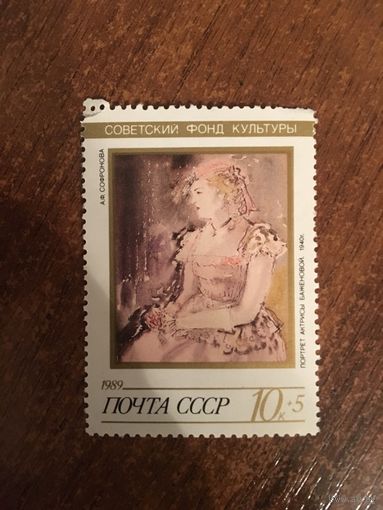 СОВЕТСКИЙ ФОНД КУЛЬТУРЫ
А.Ф. СОФРОНОВА
ПОРТРЕТ АКТРИСЫ БАЖЕНОВОЙ. 1940г.
1989
ПОЧТА СССР
10к+5